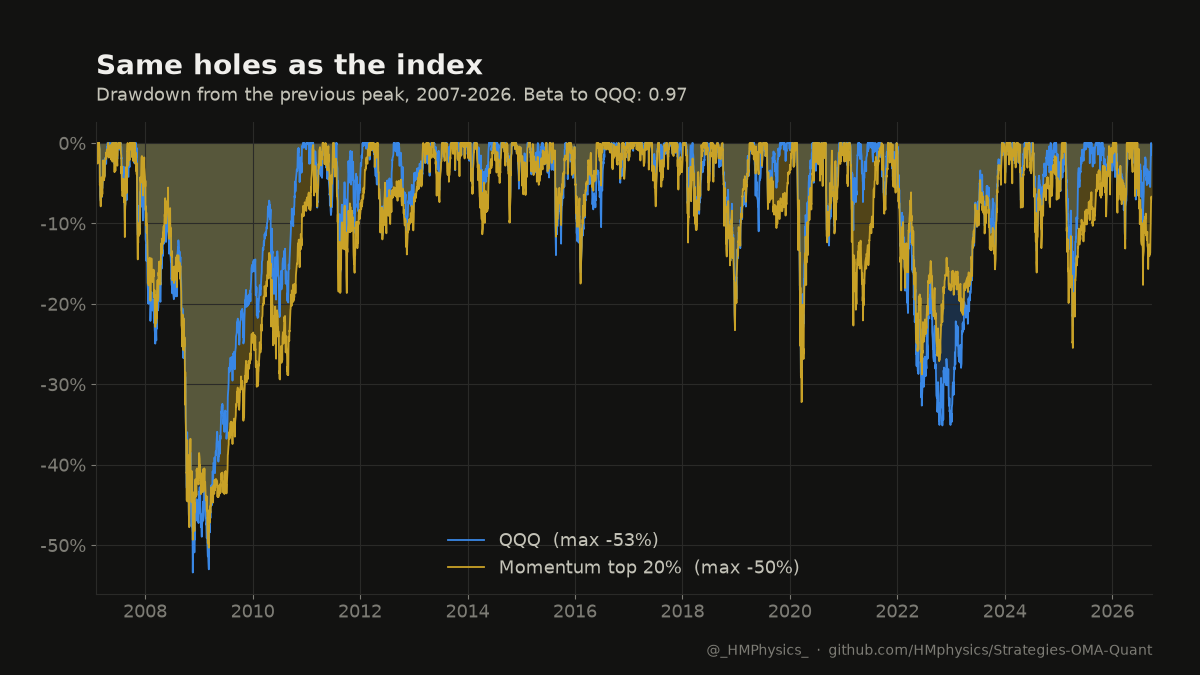 Same holes as the index
Drawdown from the previous peak, 2007-2026. Beta to QQQ: 0.97
0%
-10%
-20%
-30%
-40%
-50%
QQQ (max -53%)
Momentum top 20% (max -50%)
2008 2010 2012 2014 2016 2018 2020 2022 2024 2026
@_HMPhysics_ · github.com/HMphysics/Strategies-OMA-Quant